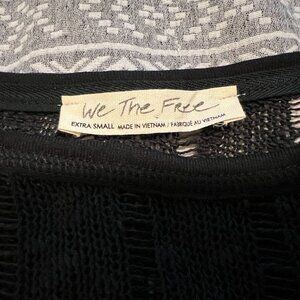 We The Free
EXTRA SMALL MADE IN VIETNAM / FABRIQUÉ AU VIETNAM